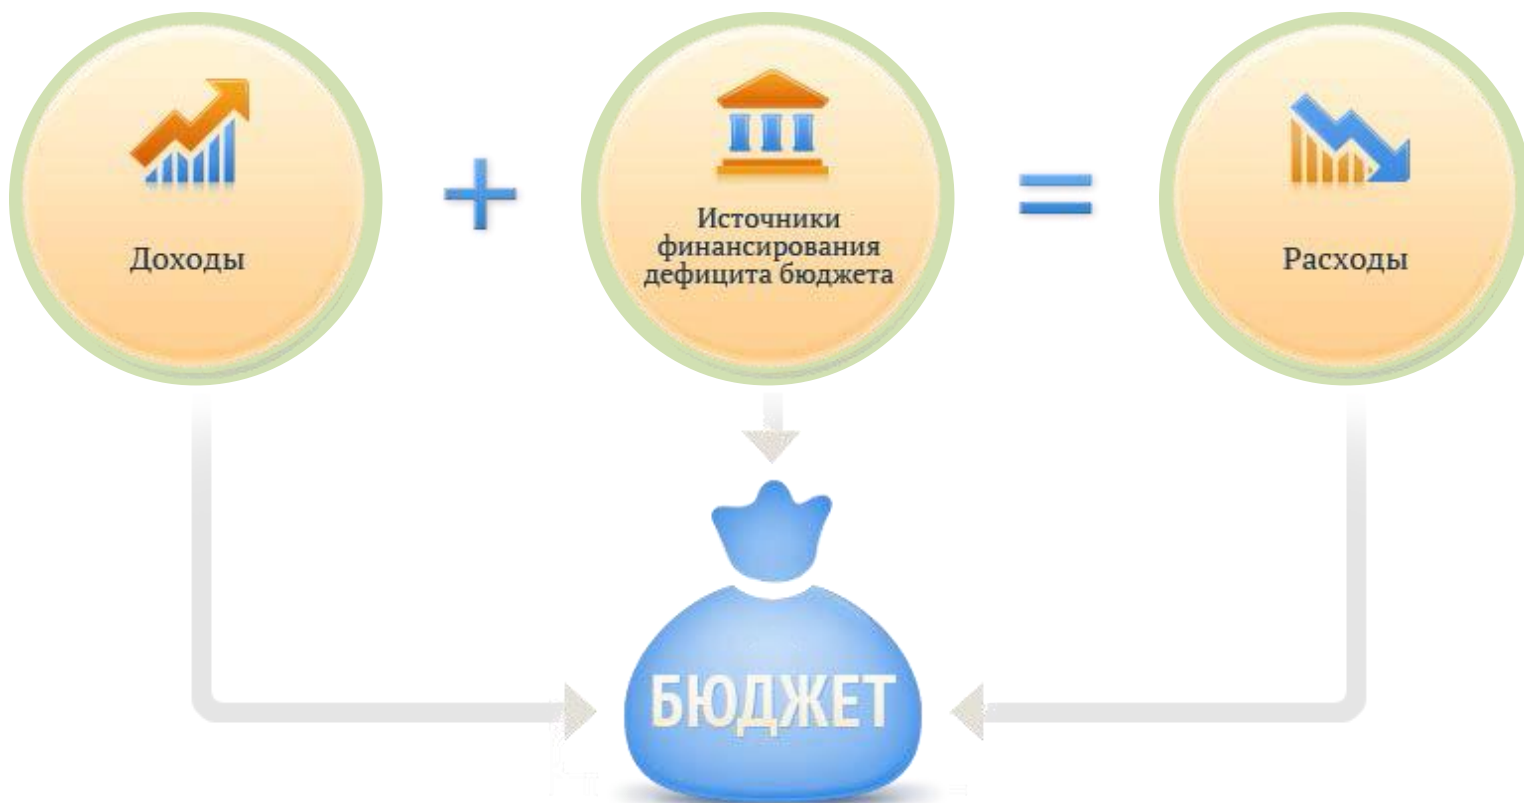 Доходы
+
Источники
финансирования
дефицита бюджета
=
Расходы
БЮДЖЕТ